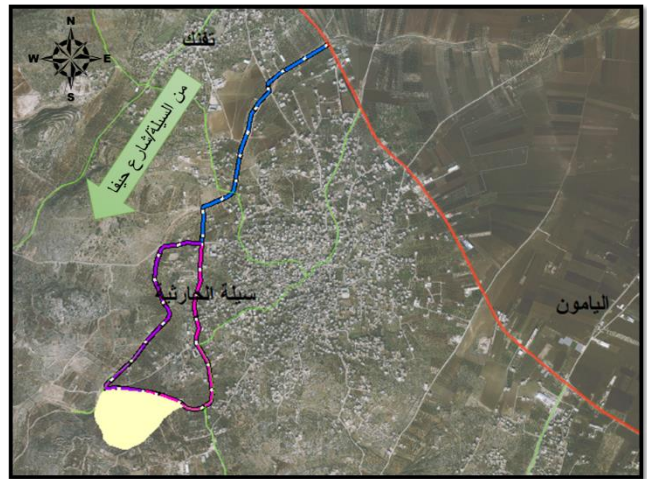 N
W E
S
تعنك
من السيلة/شارع حيفا
سيلة الحارثية
اليامون